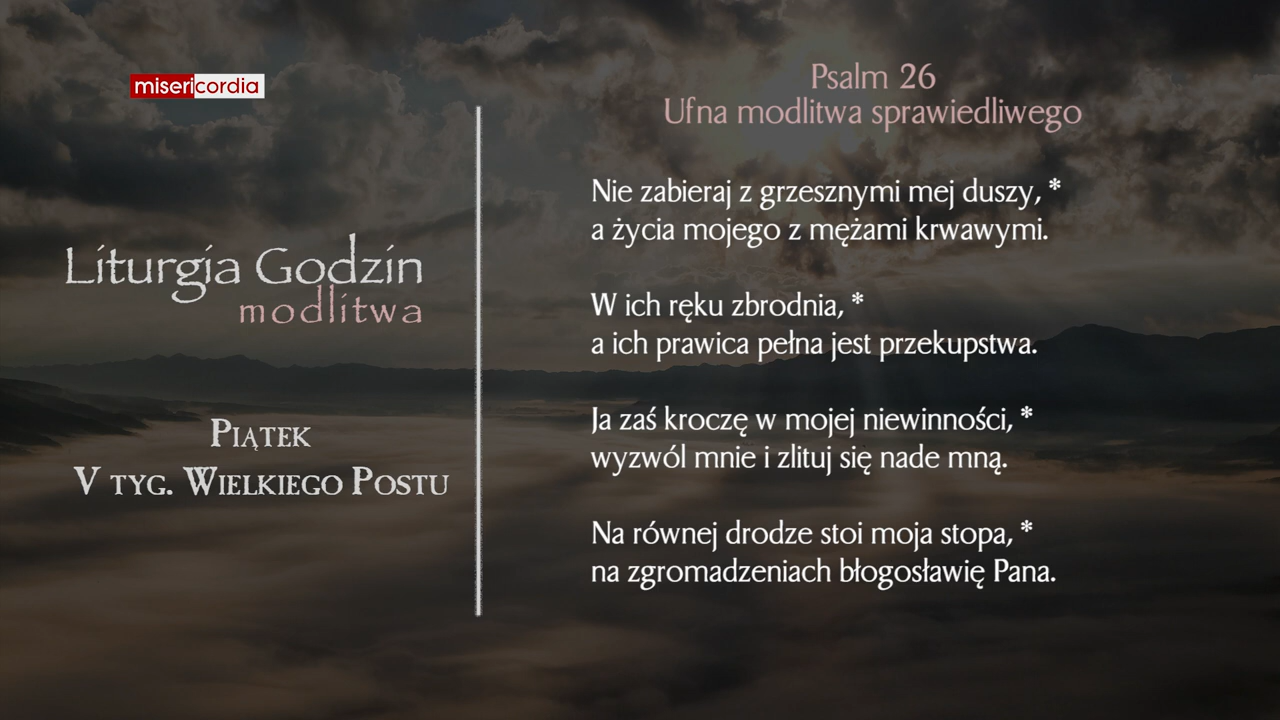 misericordia
Liturgia Godzin
modlitwa
Piątek
V tyg. Wielkiego Postu
Psalm 26
Ufna modlitwa sprawiedliwego
Nie zabieraj z grzesznymi mej duszy, *
a życia mojego z mężami krwawymi.
W ich ręku zbrodnia, *
a ich prawica pełna jest przekupstwa.
Ja zaś kroczę w mojej niewinności, *
wyzwól mnie i zlituj się nade mną.
Na równej drodze stoi moja stopa, *
na zgromadzeniach błogosławię Pana.